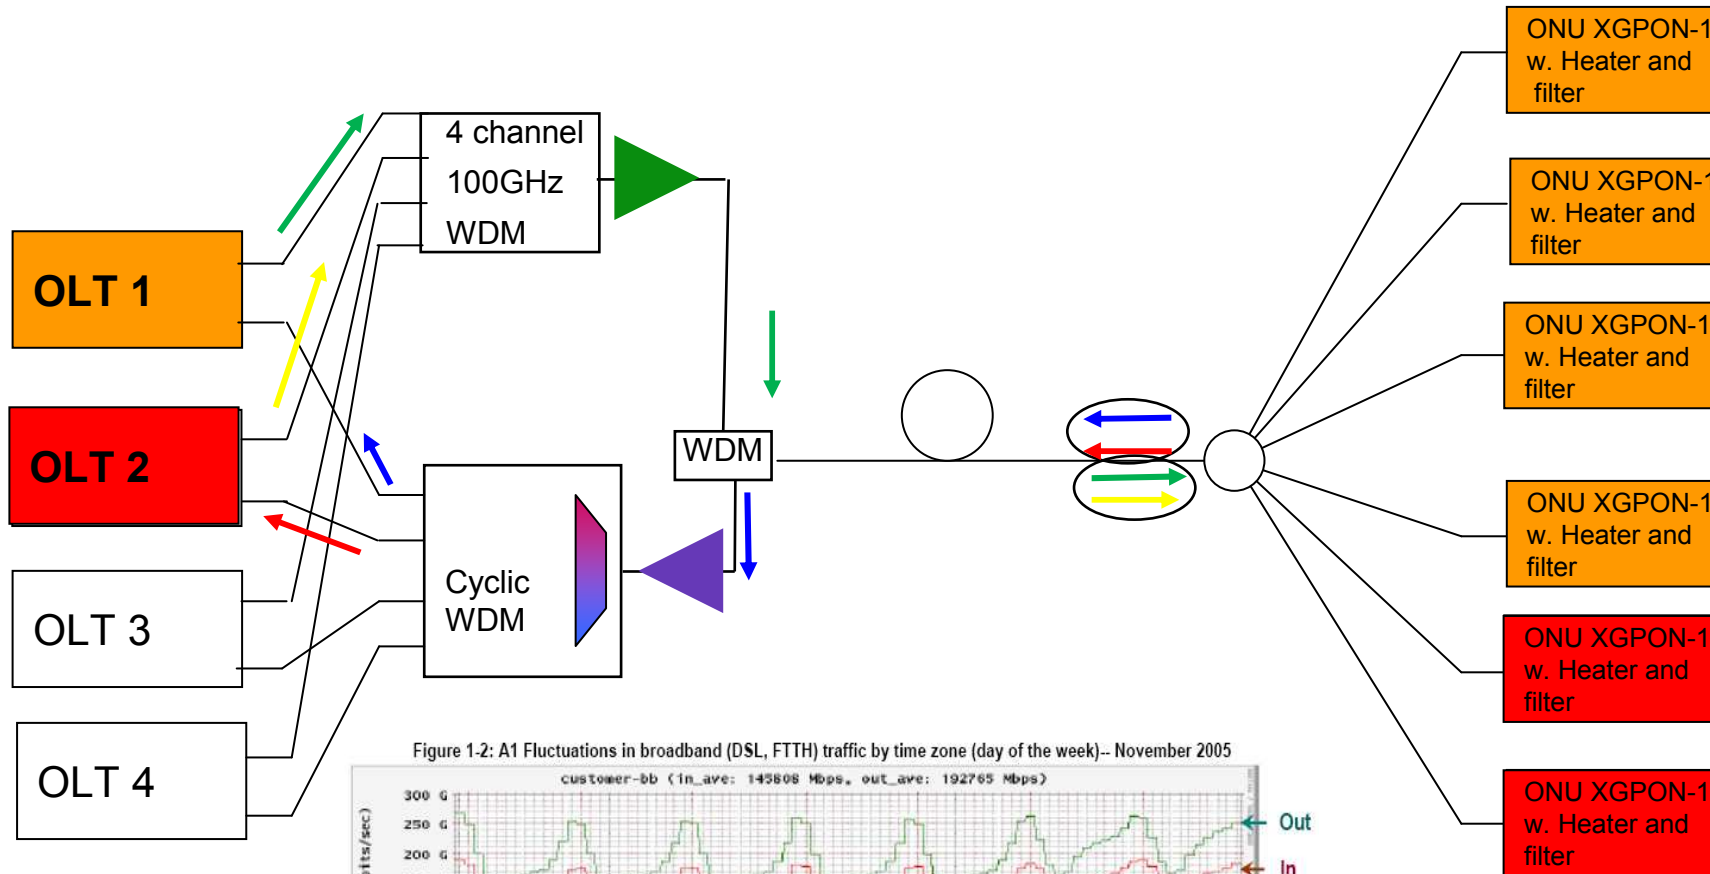 ONU XGPON-1
w. Heater and
filter
4 channel
100GHz
WDM
ONU XGPON-1
w. Heater and
filter
OLT 1
ONU XGPON-1
w. Heater and
filter
OLT 2
WDM
ONU XGPON-1
w. Heater and
filter
Cyclic
WDM
OLT 3
ONU XGPON-1
w. Heater and
filter
OLT 4
Figure 1-2: A1 Fluctuations in broadband (DSL, FTTH) traffic by time zone (day of the week)-- November 2005
customer-bb (in_ave: 145808 Mbps, out_ave: 192765 Mbps)
300 G
250 G
200 G
Out
In
ONU XGPON-1
w. Heater and
filter